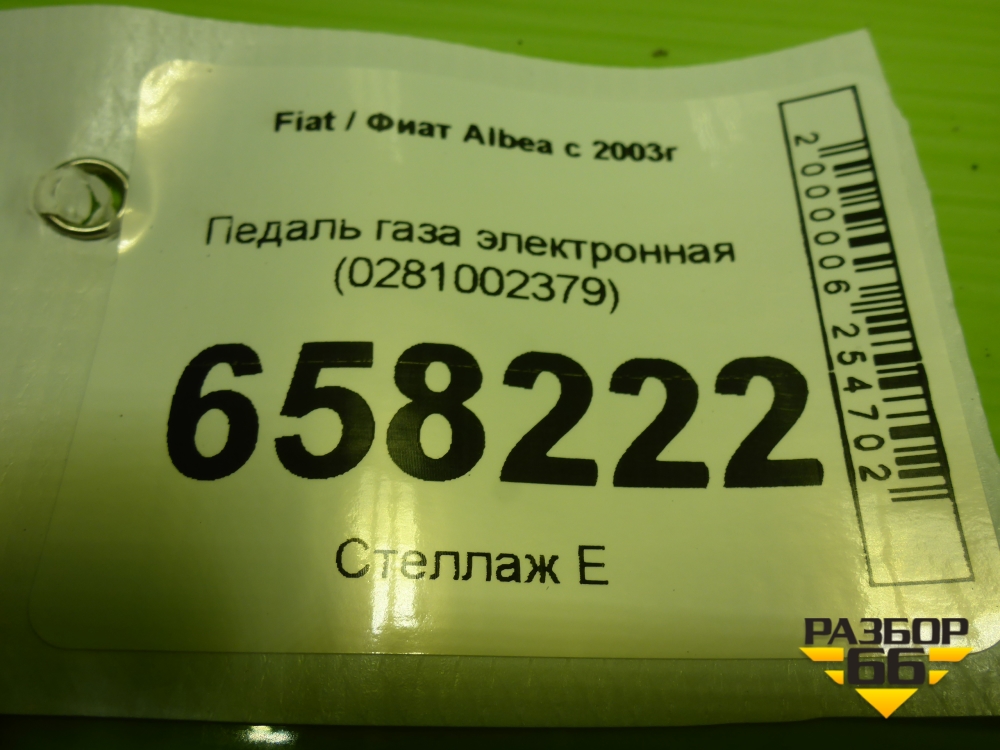 Fiat / Фиат Albea с 2003г
Педаль газа электронная
(0281002379)
658222
Стеллаж Е
2000006254702
РАЗБОР
66